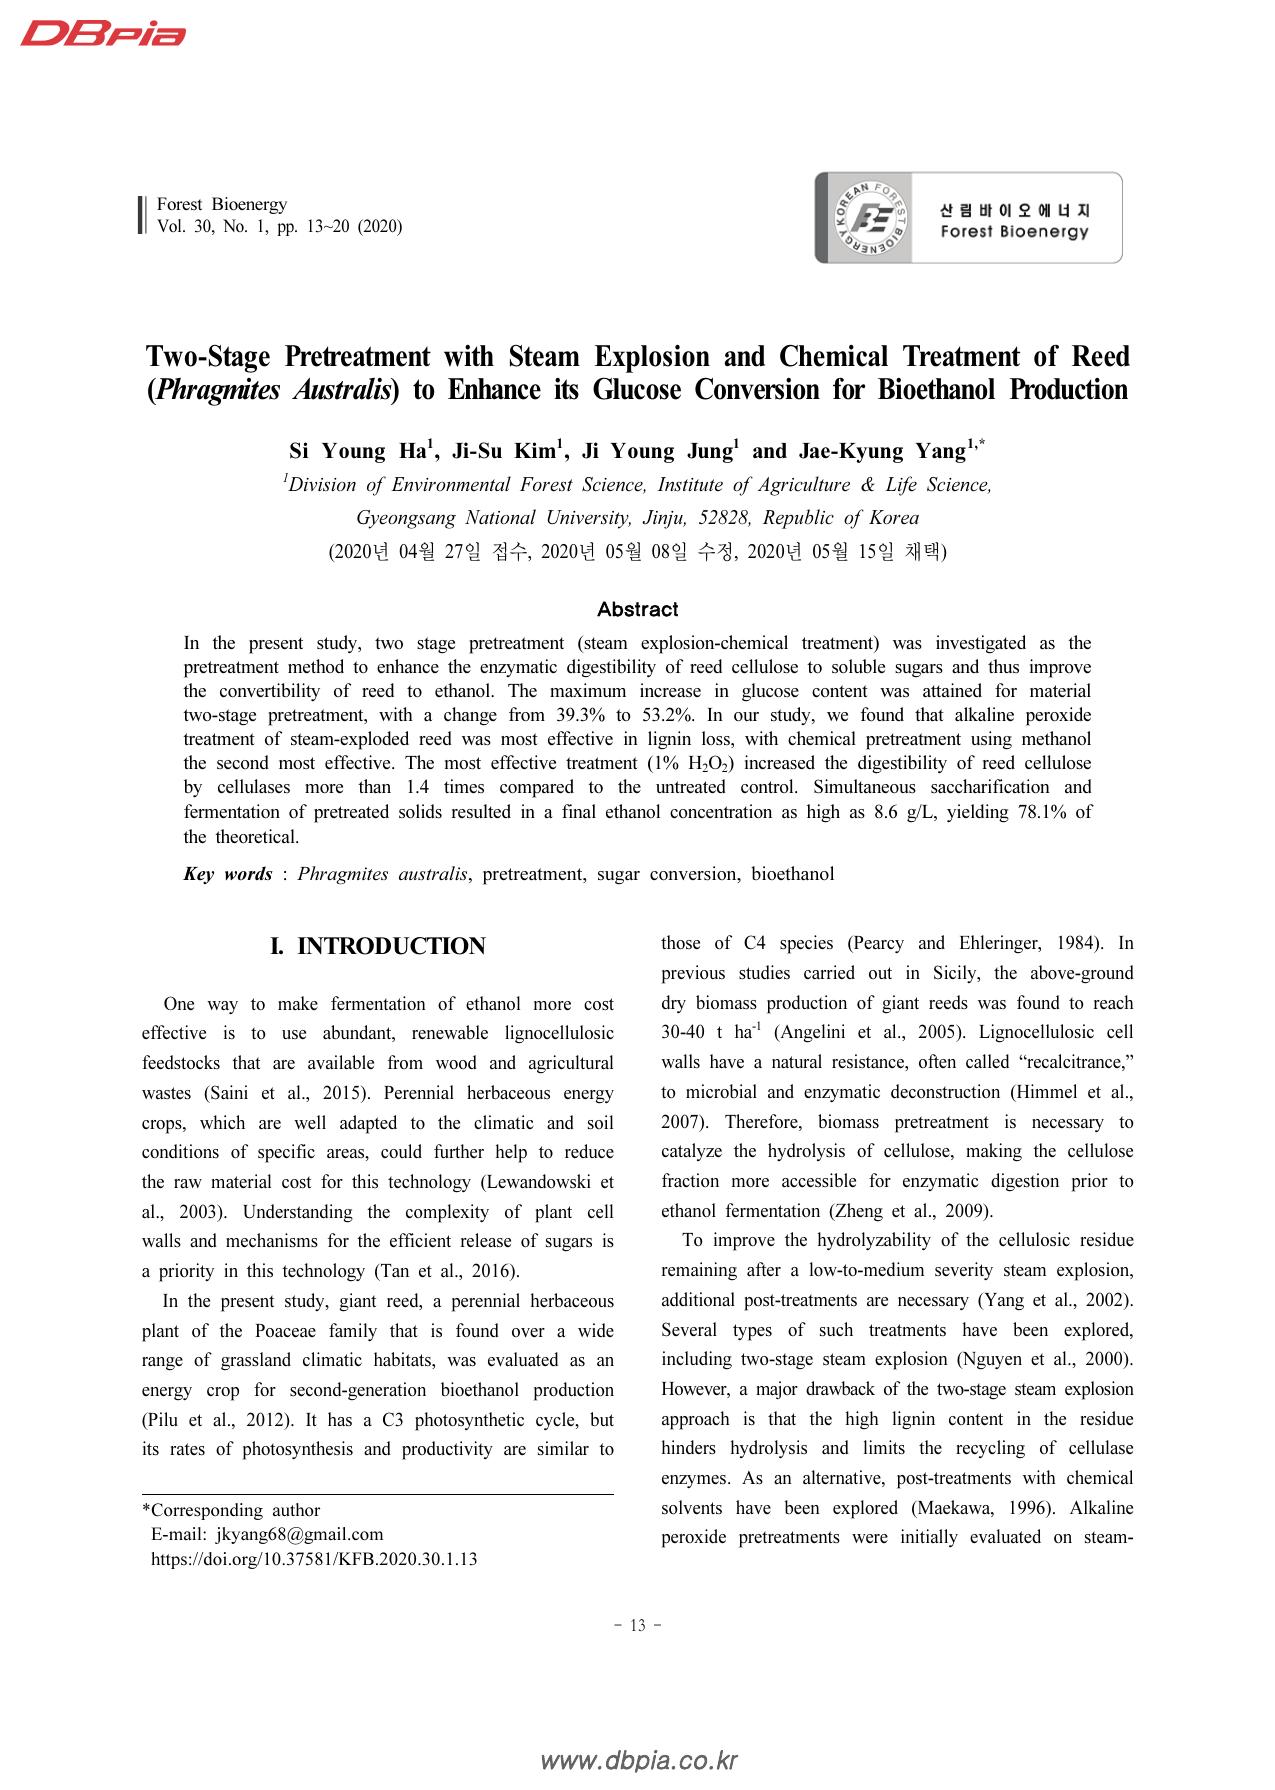 DBpia
Forest Bioenergy
Vol. 30, No. 1, pp. 13~20 (2020)
KOREAN FOREST BIOENERGY
산림바이오에너지
Forest Bioenergy
Two-Stage Pretreatment with Steam Explosion and Chemical Treatment of Reed
(Phragmites Australis) to Enhance its Glucose Conversion for Bioethanol Production
Si Young Ha1, Ji-Su Kim1, Ji Young Jung1 and Jae-Kyung Yang1,*
1Division of Environmental Forest Science, Institute of Agriculture & Life Science,
Gyeongsang National University, Jinju, 52828, Republic of Korea
(2020년 04월 27일 접수, 2020년 05월 08일 수정, 2020년 05월 15일 채택)
Abstract
In the present study, two stage pretreatment (steam explosion-chemical treatment) was investigated as the
pretreatment method to enhance the enzymatic digestibility of reed cellulose to soluble sugars and thus improve
the convertibility of reed to ethanol. The maximum increase in glucose content was attained for material
two-stage pretreatment, with a change from 39.3% to 53.2%. In our study, we found that alkaline peroxide
treatment of steam-exploded reed was most effective in lignin loss, with chemical pretreatment using methanol
the second most effective. The most effective treatment (1% H2O2) increased the digestibility of reed cellulose
by cellulases more than 1.4 times compared to the untreated control. Simultaneous saccharification and
fermentation of pretreated solids resulted in a final ethanol concentration as high as 8.6 g/L, yielding 78.1% of
the theoretical.
Key words : Phragmites australis, pretreatment, sugar conversion, bioethanol
I. INTRODUCTION
One way to make fermentation of ethanol more cost
effective is to use abundant, renewable lignocellulosic
feedstocks that are available from wood and agricultural
wastes (Saini et al., 2015). Perennial herbaceous energy
crops, which are well adapted to the climatic and soil
conditions of specific areas, could further help to reduce
the raw material cost for this technology (Lewandowski et
al., 2003). Understanding the complexity of plant cell
walls and mechanisms for the efficient release of sugars is
a priority in this technology (Tan et al., 2016).
In the present study, giant reed, a perennial herbaceous
plant of the Poaceae family that is found over a wide
range of grassland climatic habitats, was evaluated as an
energy crop for second-generation bioethanol production
(Pilu et al., 2012). It has a C3 photosynthetic cycle, but
its rates of photosynthesis and productivity are similar to
*Corresponding author
E-mail: jkyang68@gmail.com
https://doi.org/10.37581/KFB.2020.30.1.13
those of C4 species (Pearcy and Ehleringer, 1984). In
previous studies carried out in Sicily, the above-ground
dry biomass production of giant reeds was found to reach
30-40 t ha-1 (Angelini et al., 2005). Lignocellulosic cell
walls have a natural resistance, often called “recalcitrance,”
to microbial and enzymatic deconstruction (Himmel et al.,
2007). Therefore, biomass pretreatment is necessary to
catalyze the hydrolysis of cellulose, making the cellulose
fraction more accessible for enzymatic digestion prior to
ethanol fermentation (Zheng et al., 2009).
To improve the hydrolyzability of the cellulosic residue
remaining after a low-to-medium severity steam explosion,
additional post-treatments are necessary (Yang et al., 2002).
Several types of such treatments have been explored,
including two-stage steam explosion (Nguyen et al., 2000).
However, a major drawback of the two-stage steam explosion
approach is that the high lignin content in the residue
hinders hydrolysis and limits the recycling of cellulase
enzymes. As an alternative, post-treatments with chemical
solvents have been explored (Maekawa, 1996). Alkaline
peroxide pretreatments were initially evaluated on steam-
- 13 -
www.dbpia.co.kr